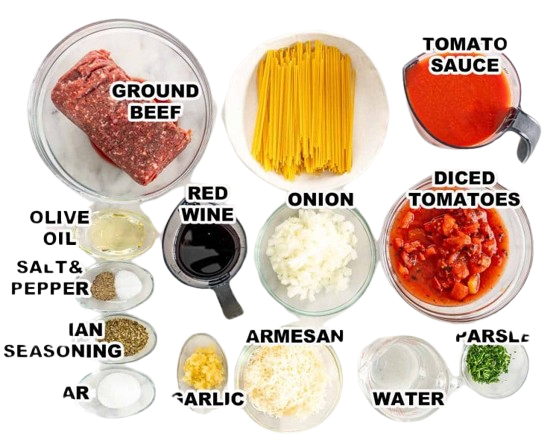 TOMATO
SAUCE
GROUND
BEEF
DICED
TOMATOES
RED
WINE
ONION
OLIVE
OIL
SALT&
PEPPER
IAN
SEASONING
ARMESAN
PARSLE
AR
GARLIC
WATER